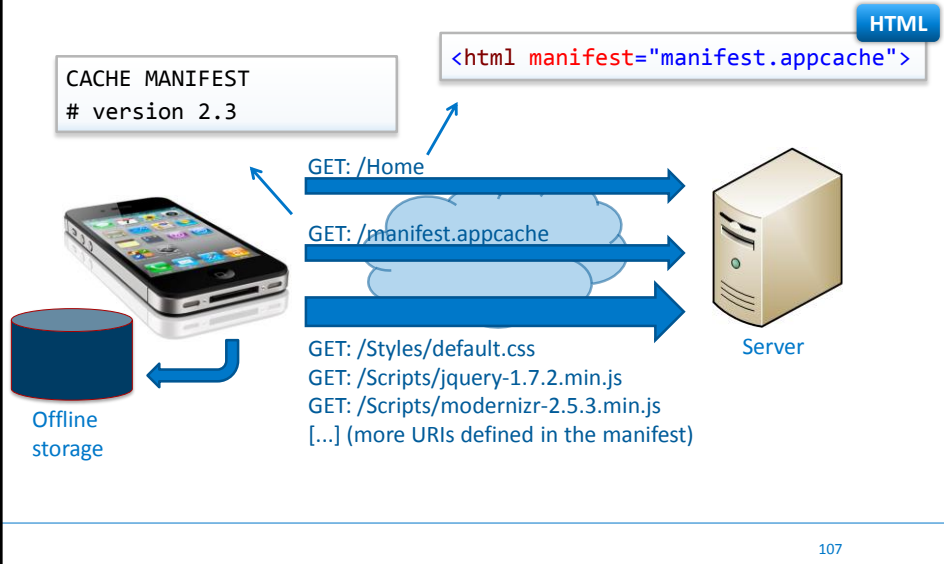 HTML
<html manifest="manifest.appcache">
CACHE MANIFEST
# version 2.3
GET: /Home
GET: /manifest.appcache
GET: /Styles/default.css
GET: /Scripts/jquery-1.7.2.min.js
GET: /Scripts/modernizr-2.5.3.min.js
[...] (more URIs defined in the manifest)
Server
Offline
storage
107